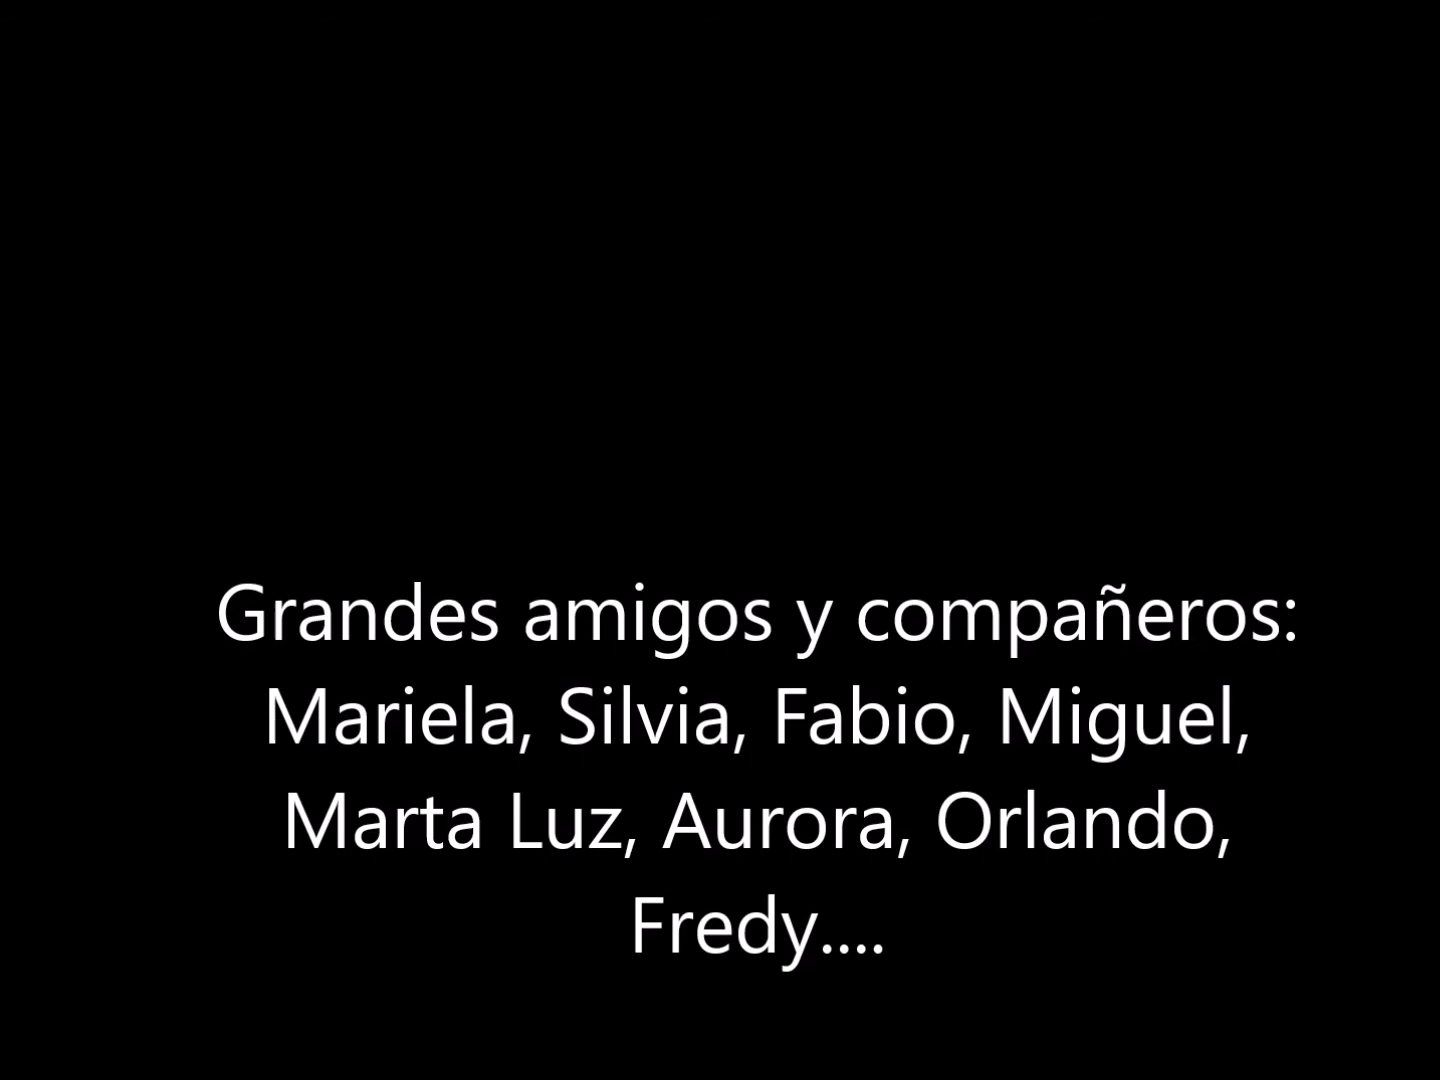 Grandes amigos y compañeros:
Mariela, Silvia, Fabio, Miguel,
Marta Luz, Aurora, Orlando,
Fredy....